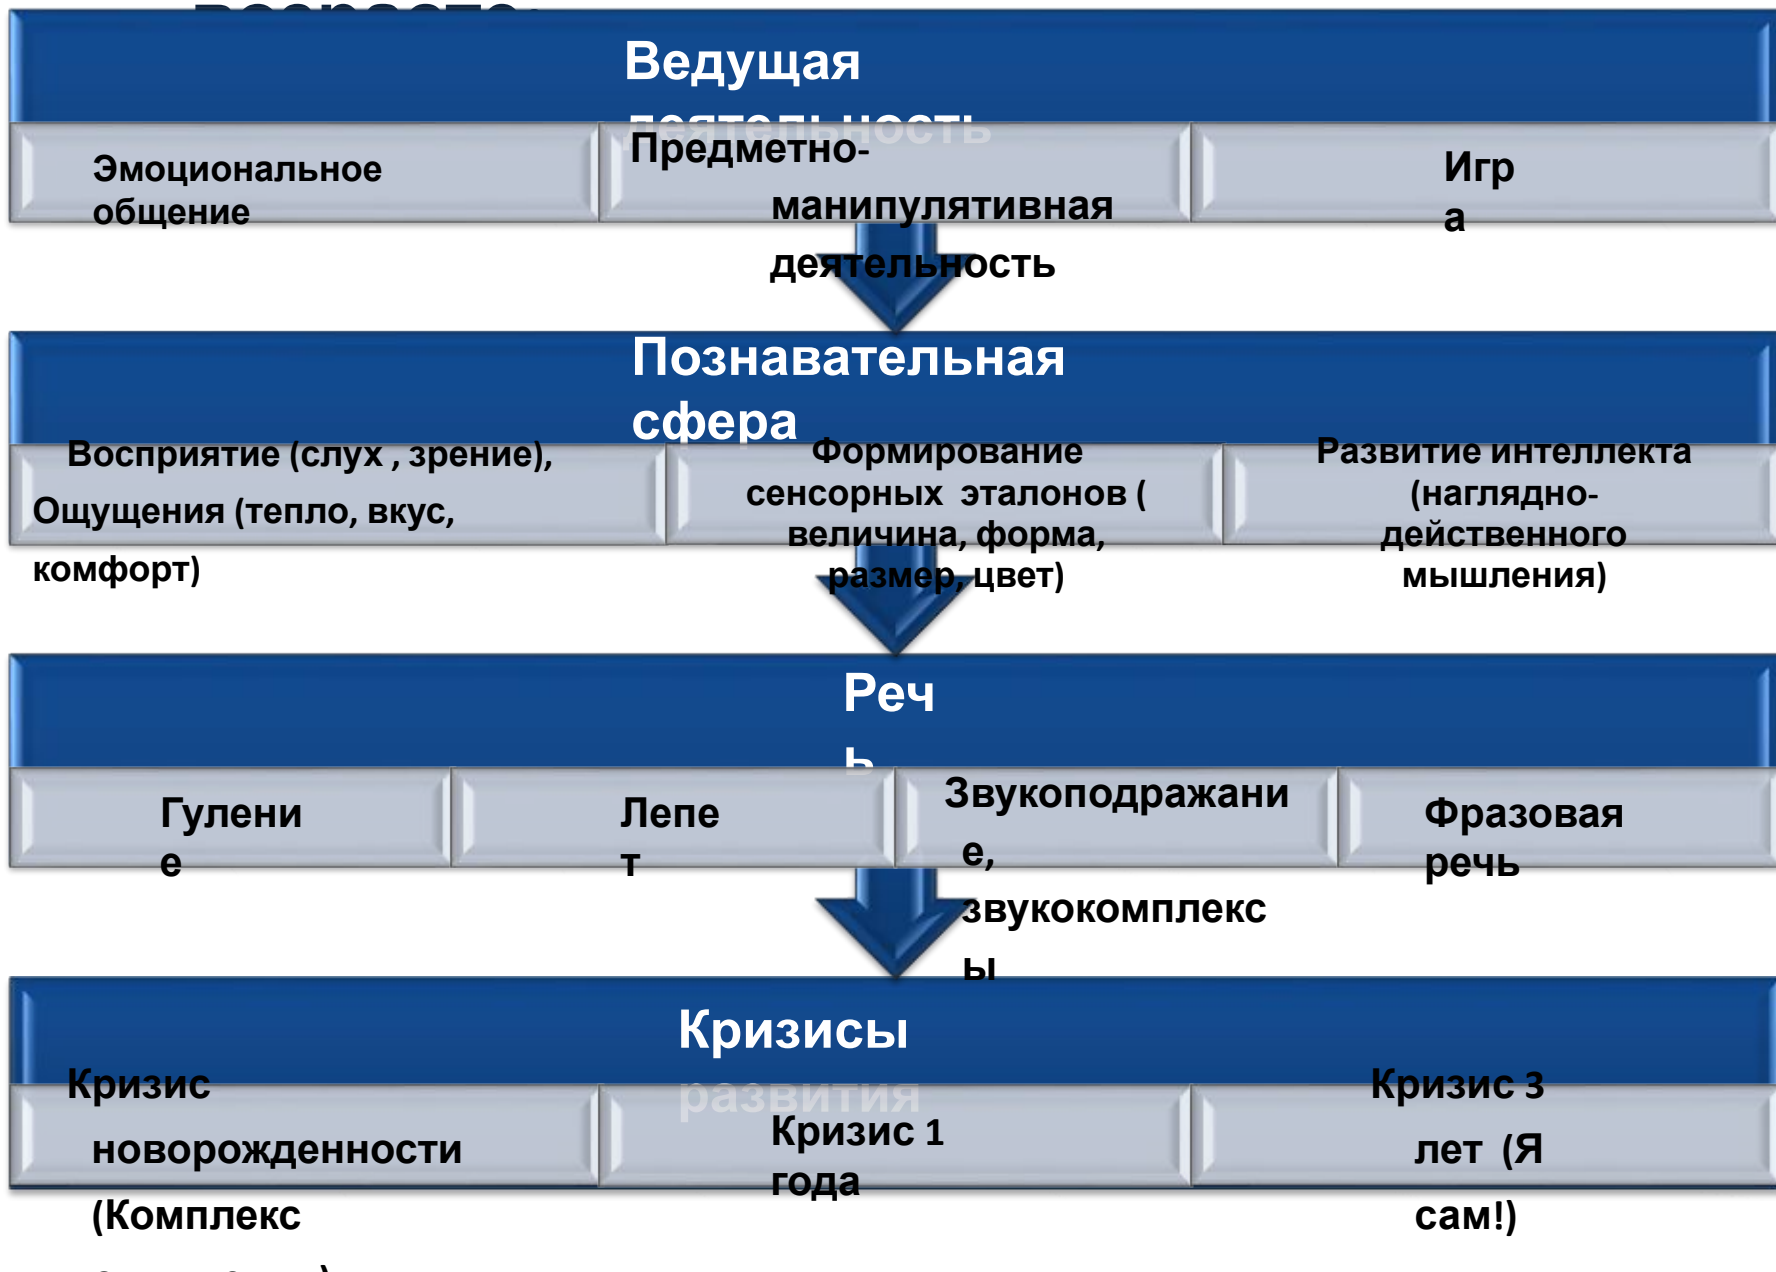 Ведущая
деятельность
Эмоциональное
общение
Предметно-
манипулятивная
деятельность
Игр
а
Познавательная
сфера
Восприятие (слух , зрение),
Ощущения (тепло, вкус,
комфорт)
Формирование
сенсорных эталонов (
величина, форма,
размер, цвет)
Развитие интеллекта
(наглядно-
действенного
мышления)
Реч
ь
Гулени
е
Лепе
т
Звукоподражани
е,
звукокомплекс
ы
Фразовая
речь
Кризисы
развития
Кризис
новорожденности
(Комплекс
Кризис 1
года
Кризис 3
лет (Я
сам!)